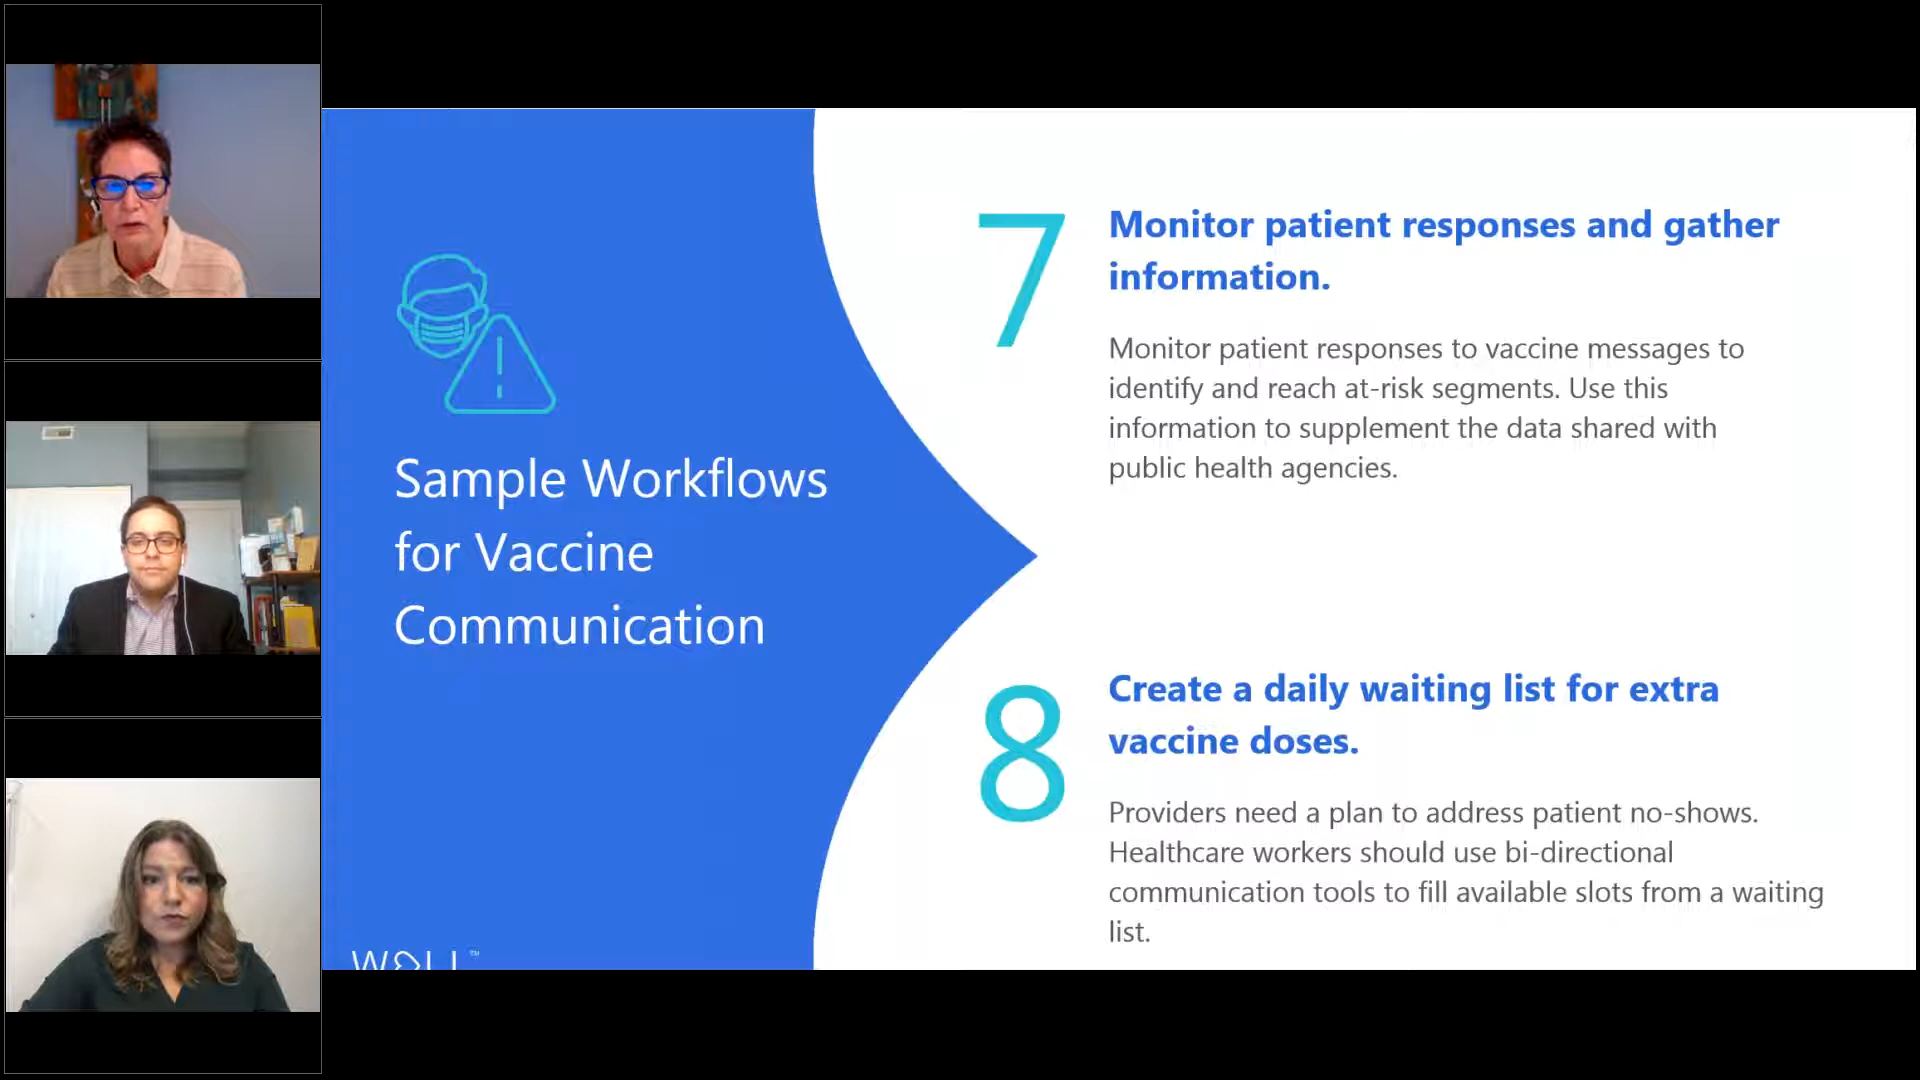 Sample Workflows
for Vaccine
Communication
7
Monitor patient responses and gather
information.
Monitor patient responses to vaccine messages to
identify and reach at-risk segments. Use this
information to supplement the data shared with
public health agencies.
8
Create a daily waiting list for extra
vaccine doses.
Providers need a plan to address patient no-shows.
Healthcare workers should use bi-directional
communication tools to fill available slots from a waiting
list.